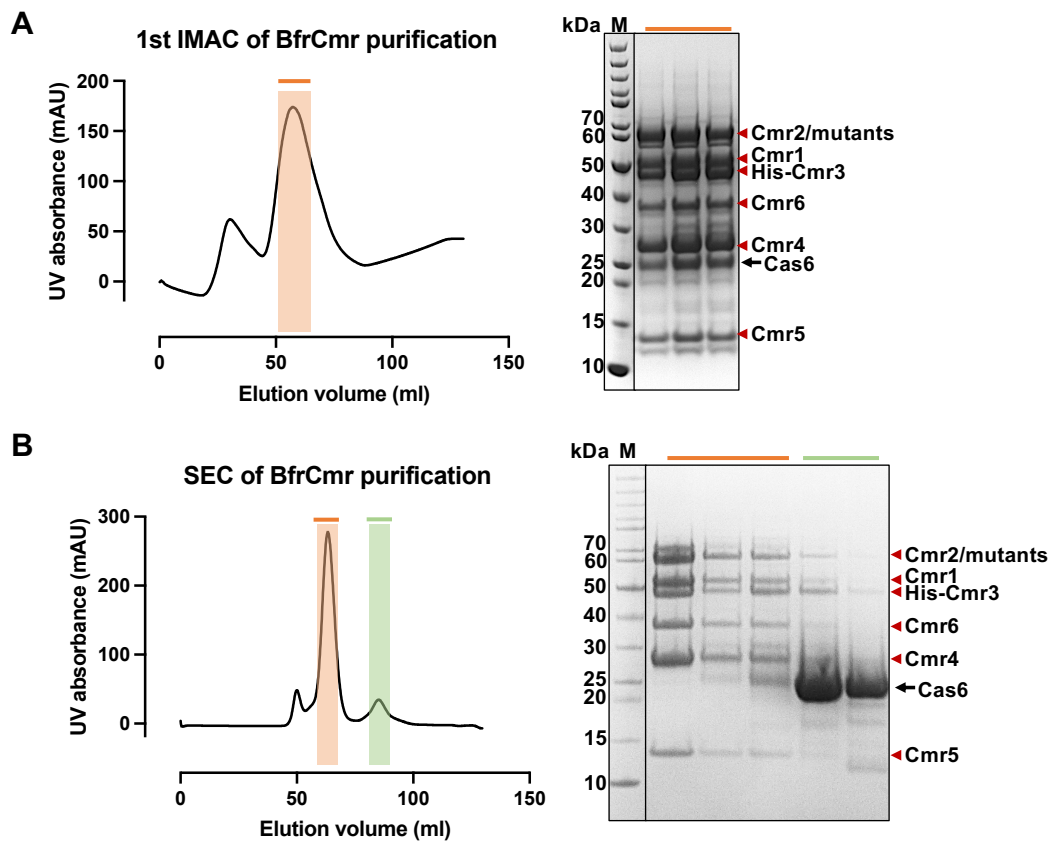 A
1st IMAC of BfrCmr purification
UV absorbance (mAU)
200
150
100
50
0
0
50
100
150
Elution volume (ml)
kDa M
70
60
50
40
30
25
20
15
10
Cmr2/mutants
Cmr1
His-Cmr3
Cmr6
Cmr4
Cas6
Cmr5
B
SEC of BfrCmr purification
UV absorbance (mAU)
300
200
100
0
0
50
100
150
Elution volume (ml)
kDa M
70
60
50
40
30
25
20
15
10
Cmr2/mutants
Cmr1
His-Cmr3
Cmr6
Cmr4
Cas6
Cmr5